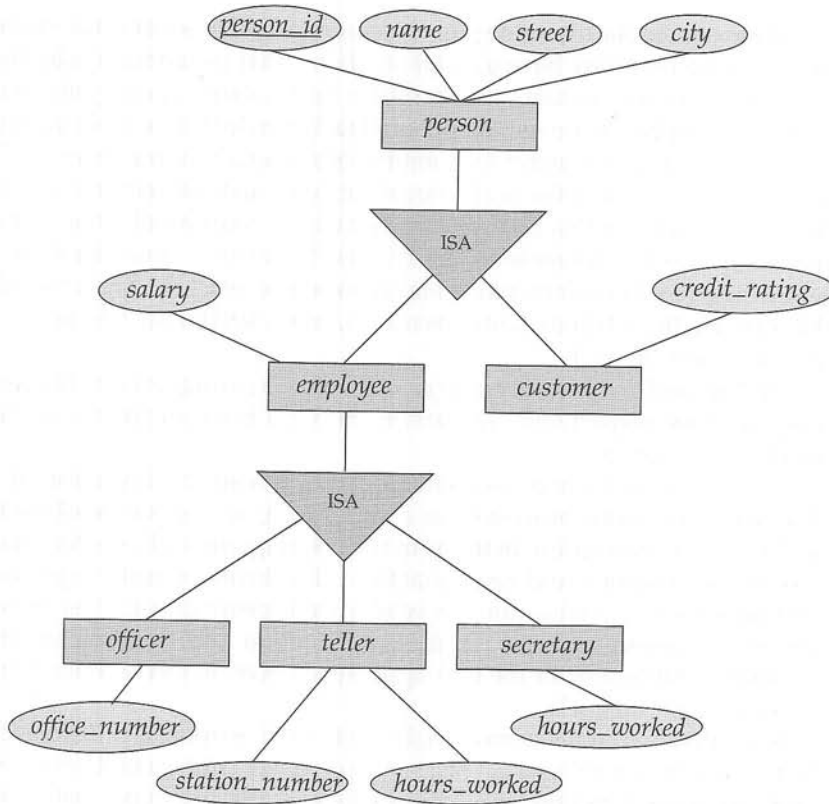 person_id name street city
person
ISA
salary credit_rating
employee customer
ISA
officer teller secretary
office_number hours_worked
station_number hours_worked